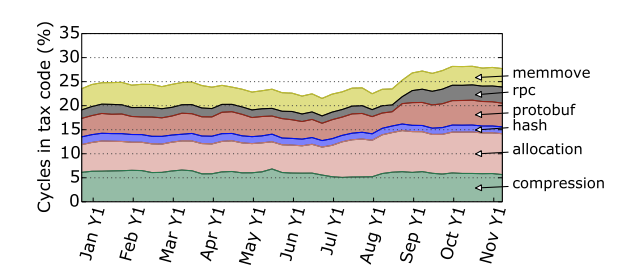 Cycles in tax code (%)
35
30
25
20
15
10
5
0
memmove
rpc
protobuf
hash
allocation
compression
Jan Y1
Feb Y1
Mar Y1
Apr Y1
May Y1
Jun Y1
Jul Y1
Aug Y1
Sep Y1
Oct Y1
Nov Y1